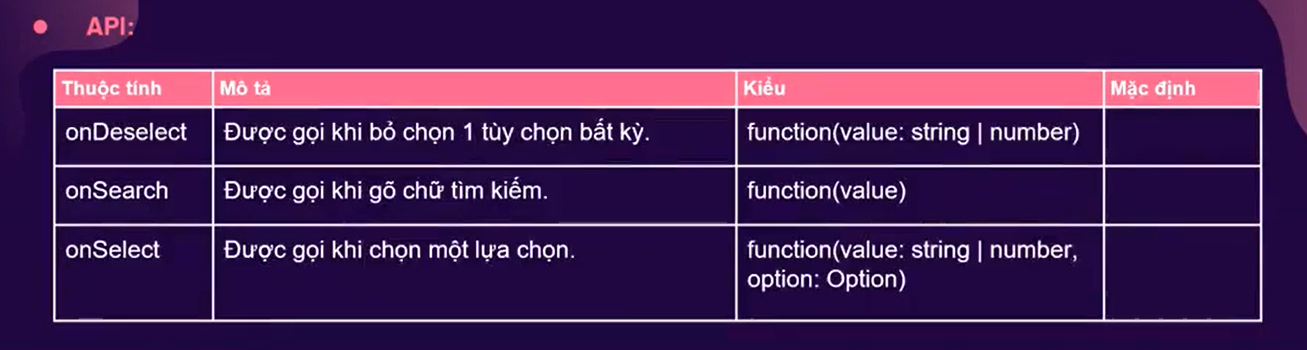 API:
Thuộc tính Mô tả Kiểu Mặc định
onDeselect Được gọi khi bỏ chọn 1 tùy chọn bất kỳ. function(value: string | number)
onSearch Được gọi khi gõ chữ tìm kiếm. function(value)
onSelect Được gọi khi chọn một lựa chọn. function(value: string | number,
option: Option)